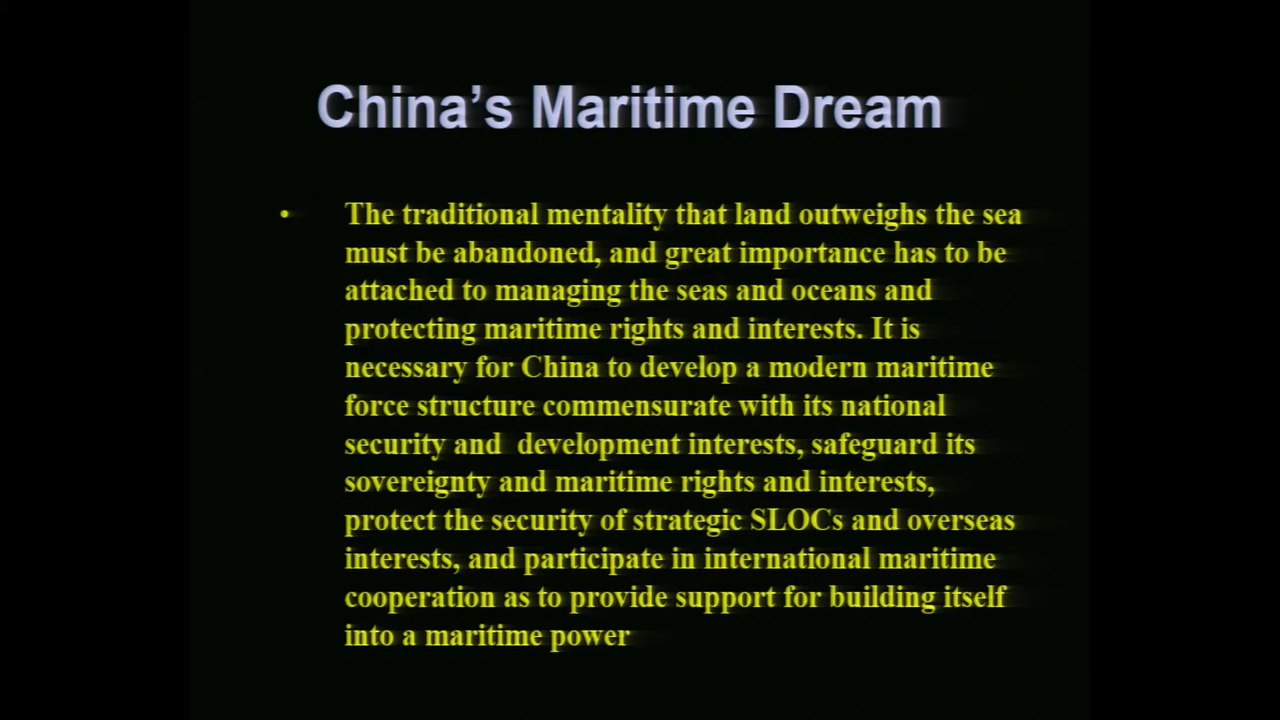 China's Maritime Dream
• The traditional mentality that land outweighs the sea
must be abandoned, and great importance has to be
attached to managing the seas and oceans and
protecting maritime rights and interests. It is
necessary for China to develop a modern maritime
force structure commensurate with its national
security and  development interests, safeguard its
sovereignty and maritime rights and interests,
protect the security of strategic SLOCs and overseas
interests, and participate in international maritime
cooperation as to provide support for building itself
into a maritime power